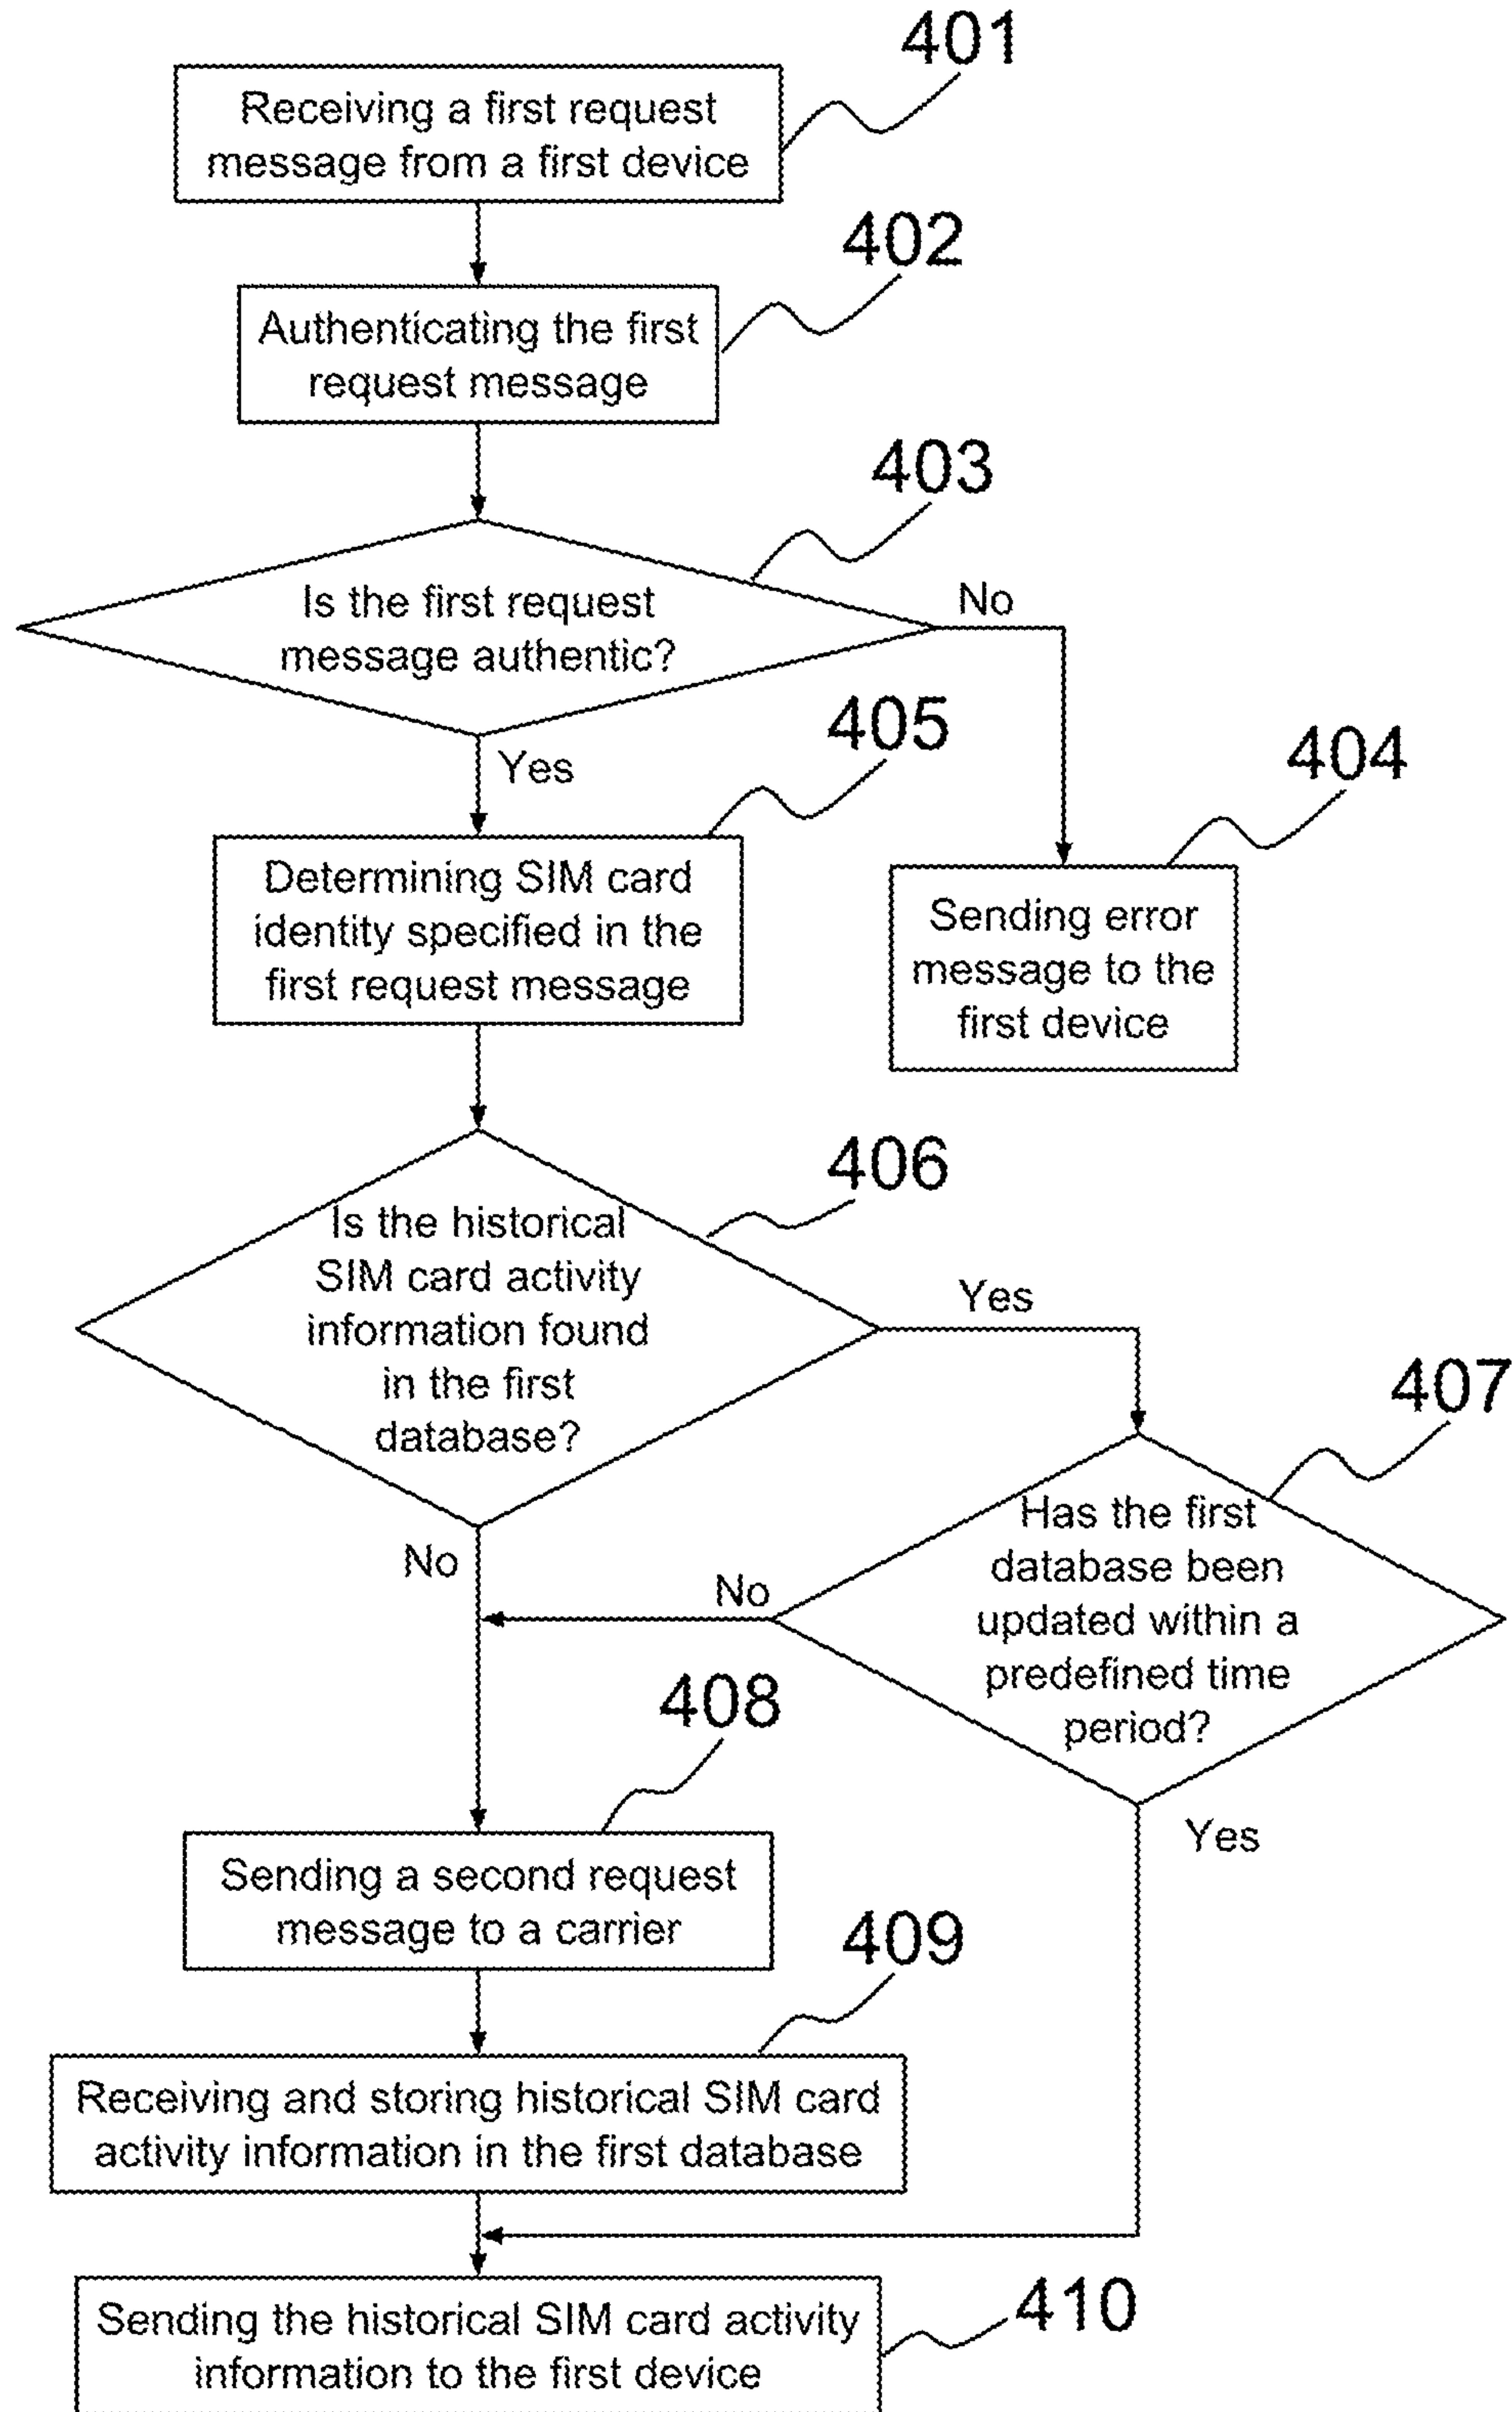 401
Receiving a first request
message from a first device
402
Authenticating the first
request message
403
Is the first request
message authentic?
No
Yes
405
404
Determining SIM card
identity specified in the
first request message
Sending error
message to the
first device
406
Is the historical
SIM card activity
information found
in the first
database?
Yes
407
Has the first
database been
updated within a
predefined time
period?
No
No
Yes
408
Sending a second request
message to a carrier
409
Receiving and storing historical SIM card
activity information in the first database
410
Sending the historical SIM card activity
information to the first device